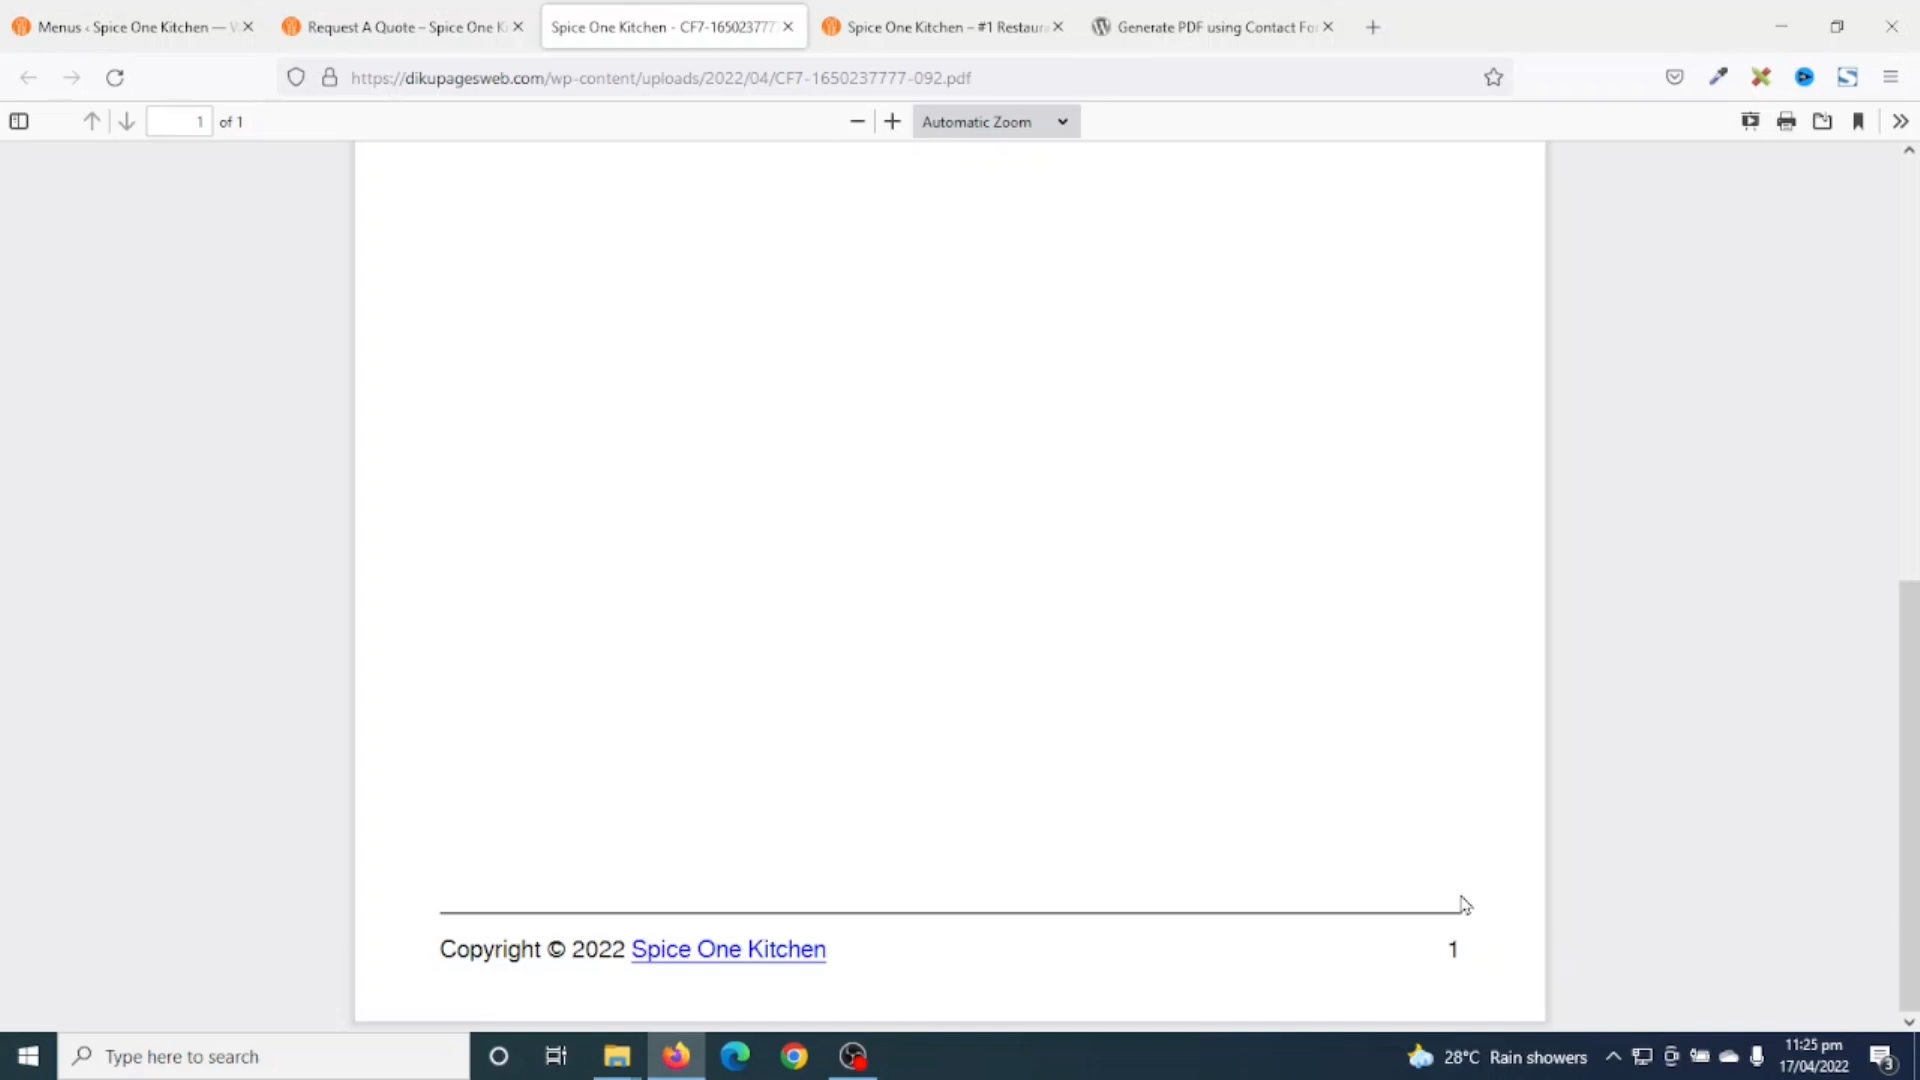 Menus ‹ Spice One Kitchen —
Request A Quote – Spice One
Spice One Kitchen - CF7-1650237777
Spice One Kitchen – #1 Restaur
Generate PDF using Contact Fo
https://dikupagesweb.com/wp-content/uploads/2022/04/CF7-1650237777-092.pdf
1 of 1
Automatic Zoom
Copyright © 2022 Spice One Kitchen 1
Type here to search
28°C Rain showers
11:25 pm
17/04/2022
3